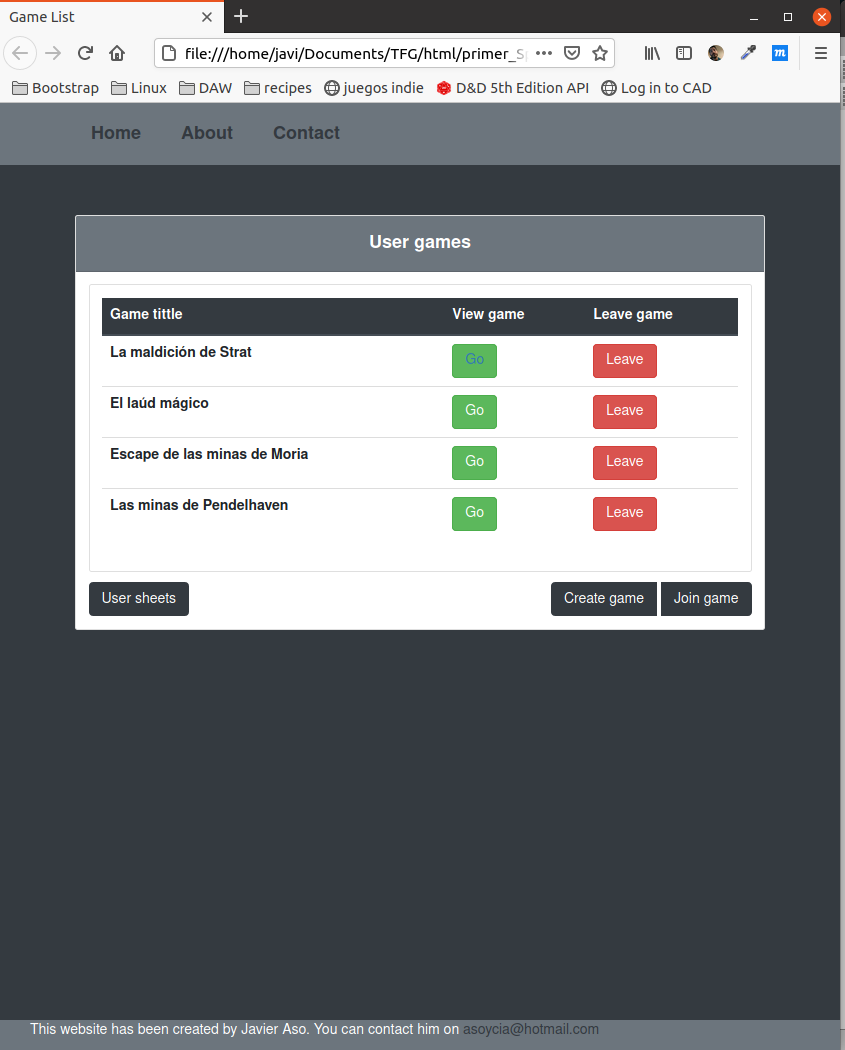 Game List
file:///home/javi/Documents/TFG/html/primer_S
Bootstrap Linux DAW recipes juegos indie D&D 5th Edition API Log in to CAD
Home About Contact
User games
Game tittle View game Leave game
La maldición de Strat Go Leave
El laúd mágico Go Leave
Escape de las minas de Moria Go Leave
Las minas de Pendelhaven Go Leave
User sheets Create game Join game
This website has been created by Javier Aso. You can contact him on asoycia@hotmail.com